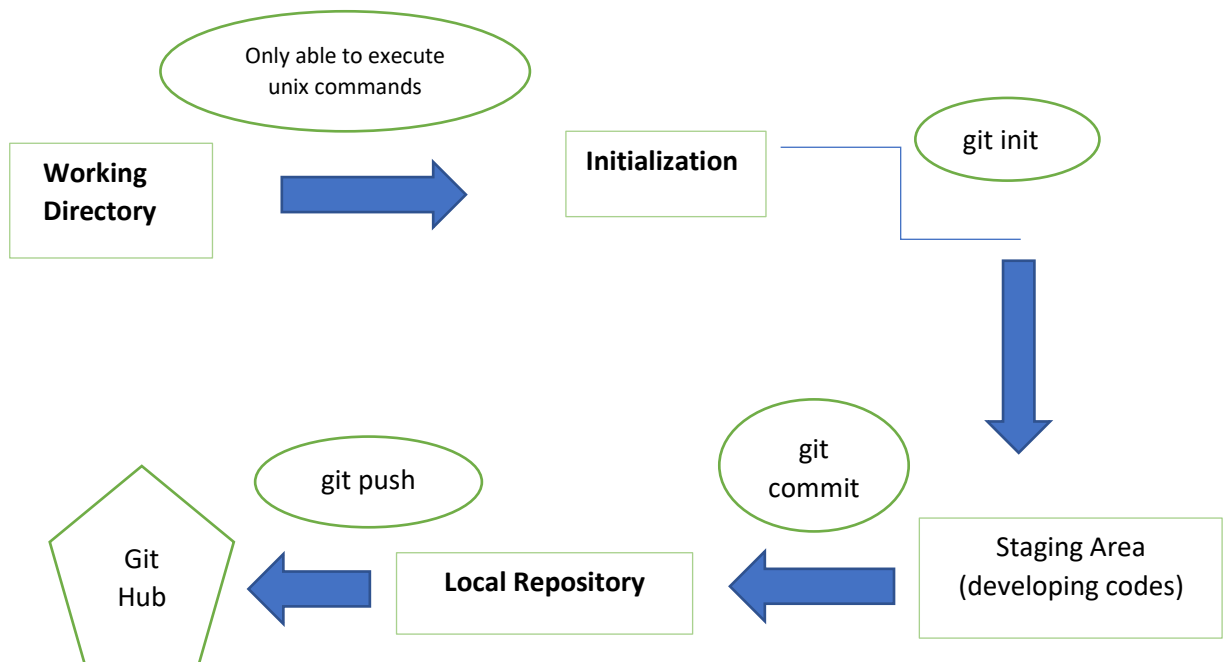 Only able to execute
unix commands
Working
Directory
Initialization
git init
git
commit
Staging Area
(developing codes)
Local Repository
git push
Git
Hub